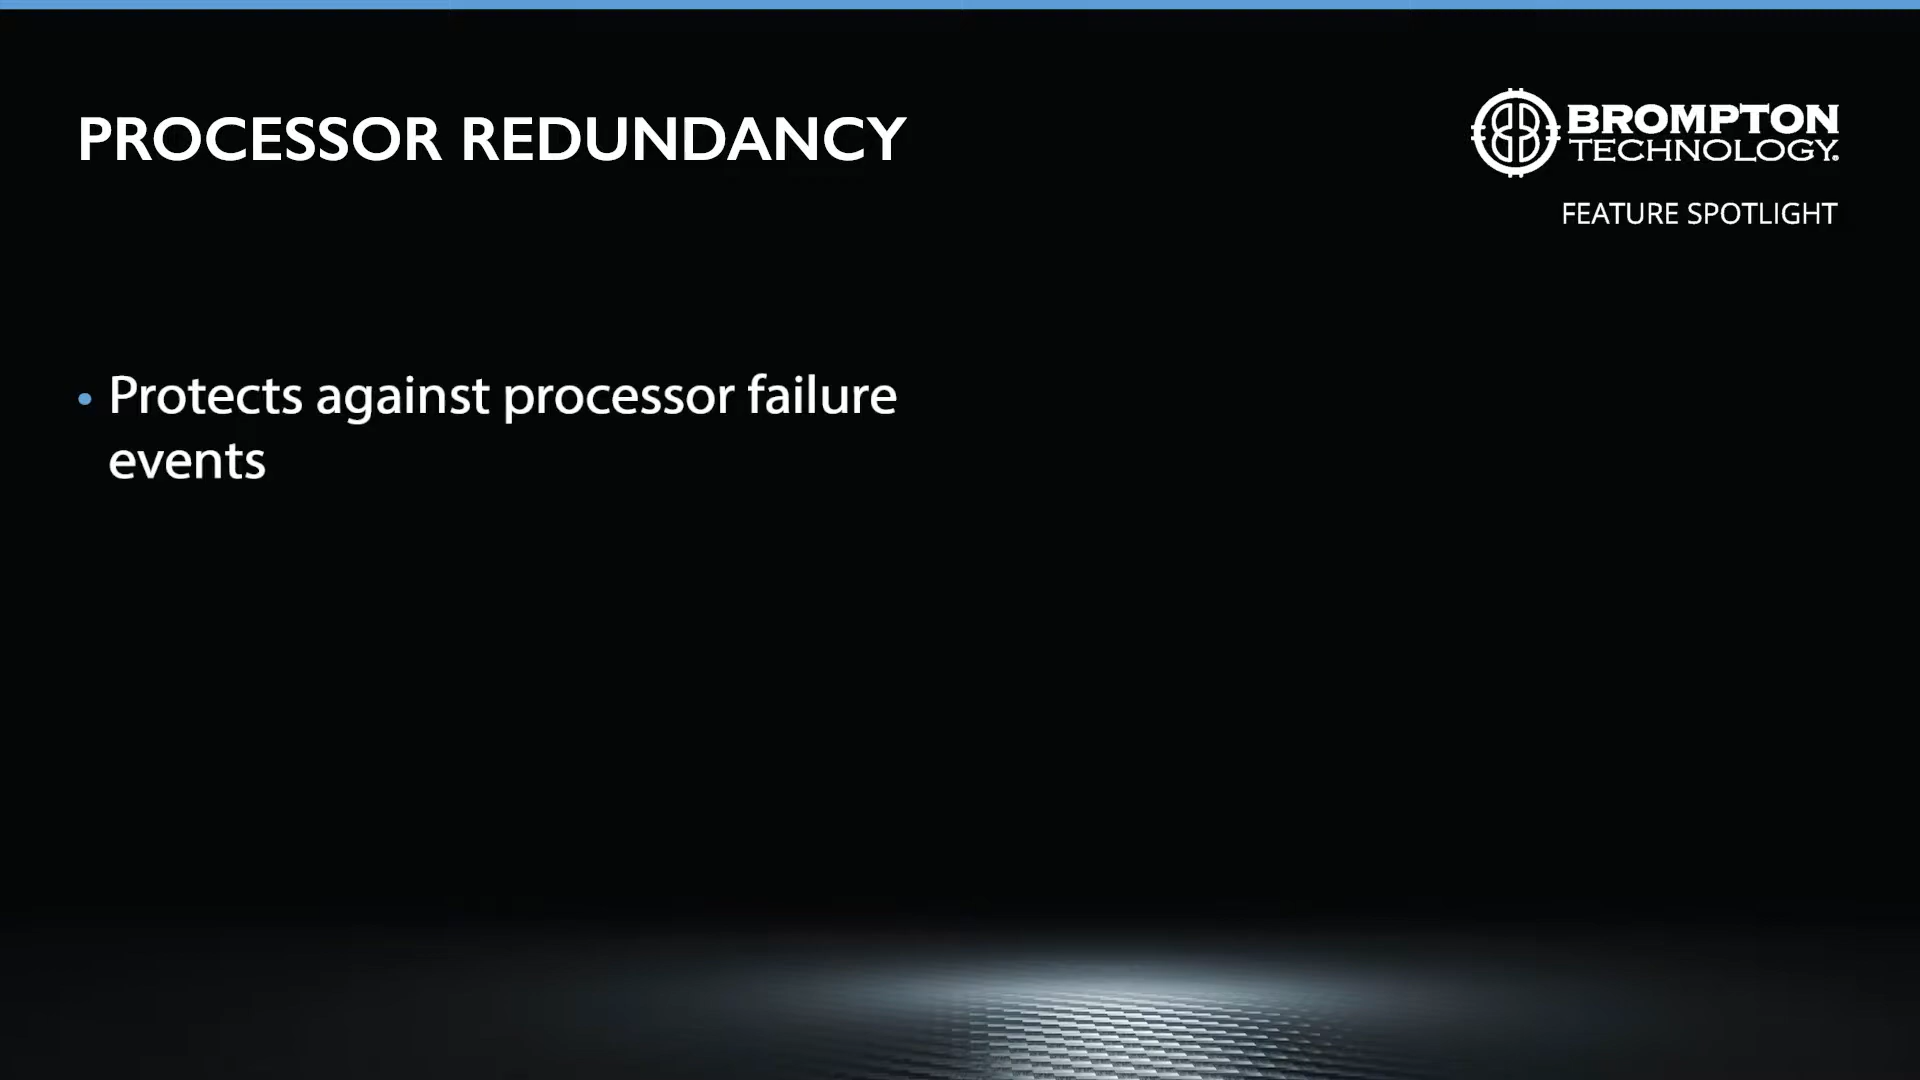 PROCESSOR REDUNDANCY
BROMPTON
TECHNOLOGY.
FEATURE SPOTLIGHT
• Protects against processor failure
events